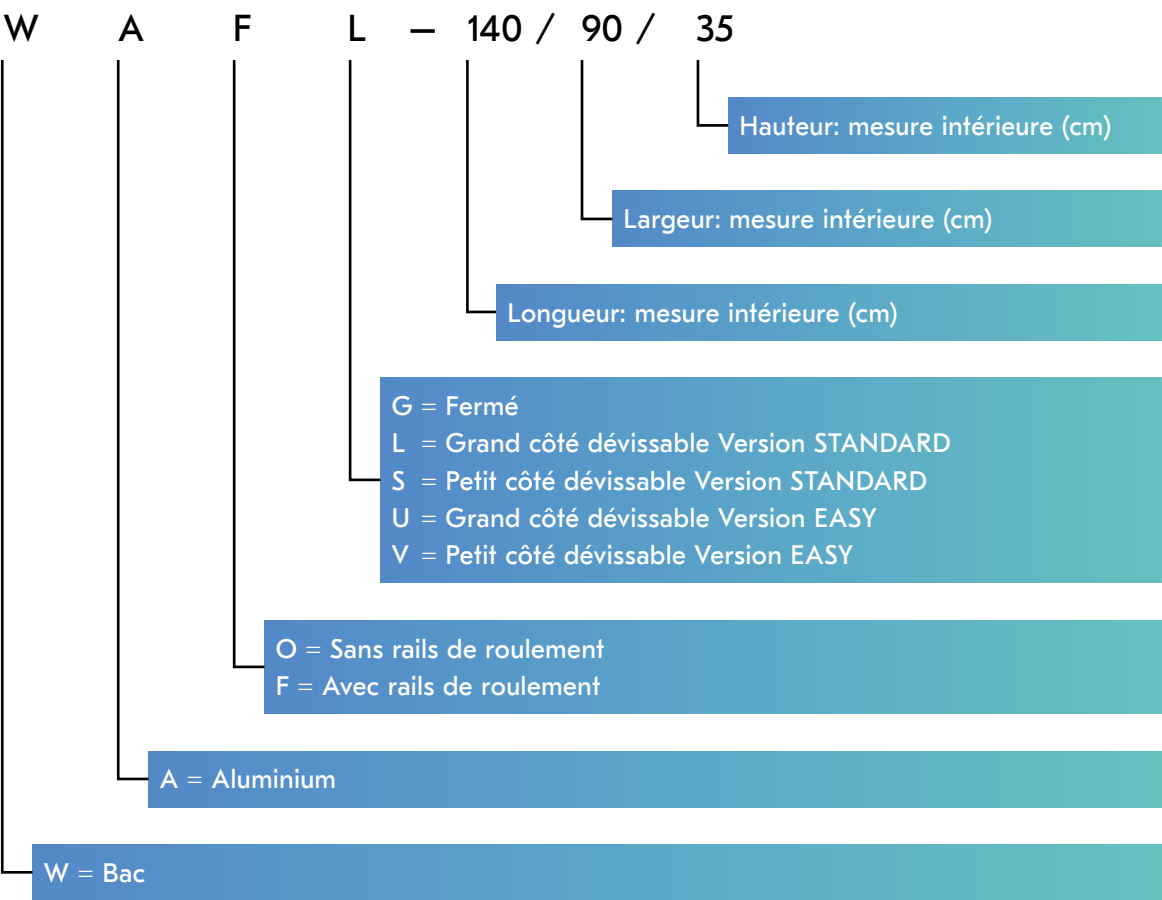 W A F L – 140 / 90 / 35
Hauteur: mesure intérieure (cm)
Largeur: mesure intérieure (cm)
Longueur: mesure intérieure (cm)
G = Fermé
L = Grand côté dévissable Version STANDARD
S = Petit côté dévissable Version STANDARD
U = Grand côté dévissable Version EASY
V = Petit côté dévissable Version EASY
O = Sans rails de roulement
F = Avec rails de roulement
A = Aluminium
W = Bac